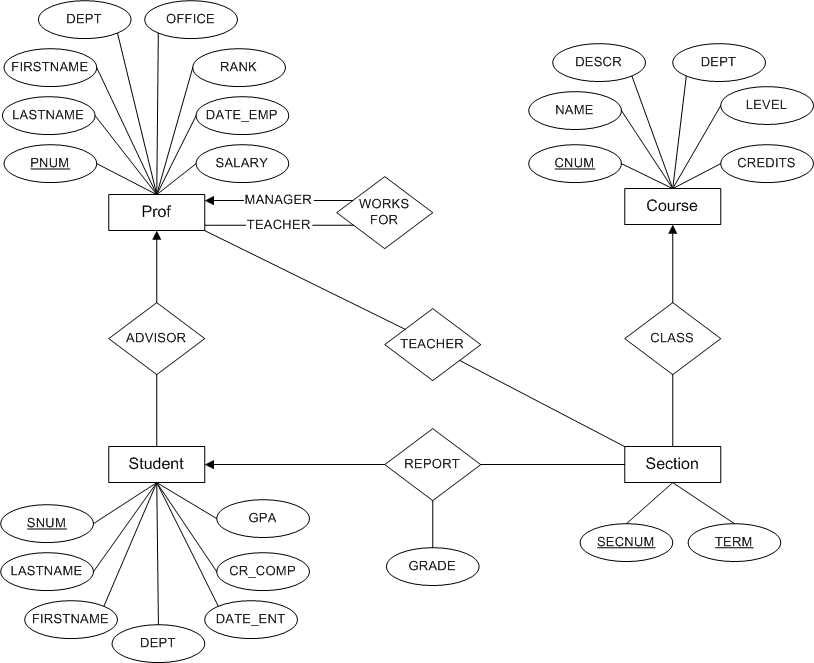 DEPT
OFFICE
FIRSTNAME
RANK
LASTNAME
DATE_EMP
PNUM
SALARY
Prof
MANAGER
TEACHER
WORKS
FOR
DESCR
DEPT
NAME
LEVEL
CNUM
CREDITS
Course
ADVISOR
TEACHER
CLASS
Student
REPORT
Section
SNUM
GPA
LASTNAME
CR_COMP
FIRSTNAME
DATE_ENT
DEPT
GRADE
SECNUM
TERM